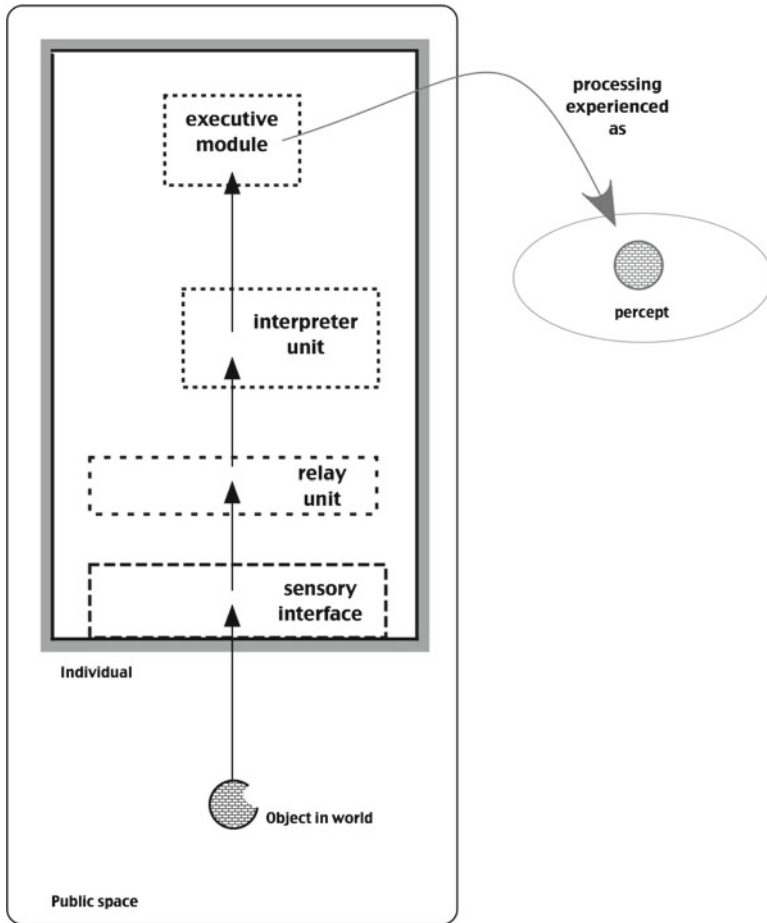 executive
module
processing
experienced
as
percept
interpreter
unit
relay
unit
sensory
interface
Individual
Object in world
Public space